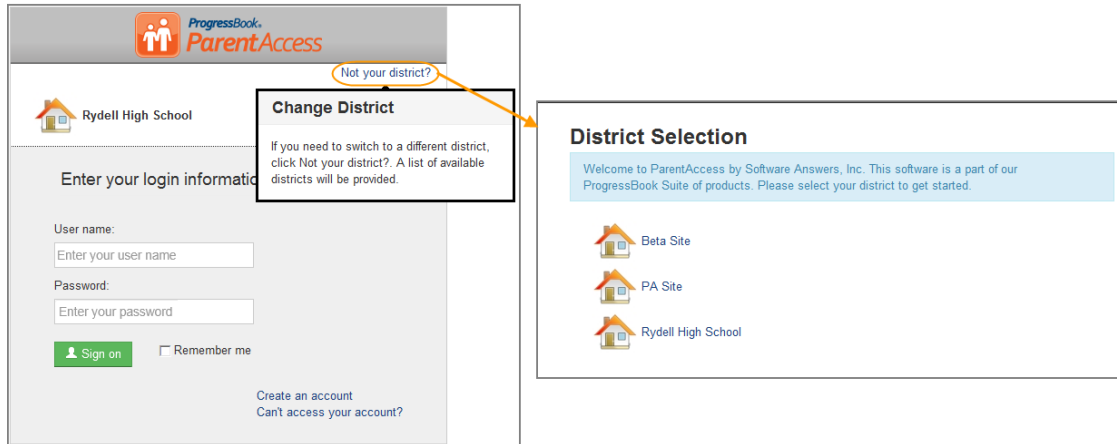 ProgressBook.
ParentAccess
Not your district?
Rydell High School
Change District
If you need to switch to a different district,
click Not your district?. A list of available
districts will be provided.
Enter your login informatio
User name:
Enter your user name
Password:
Enter your password
Sign on
Remember me
Create an account
Can't access your account?
District Selection
Welcome to ParentAccess by Software Answers, Inc. This software is a part of our
ProgressBook Suite of products. Please select your district to get started.
Beta Site
PA Site
Rydell High School